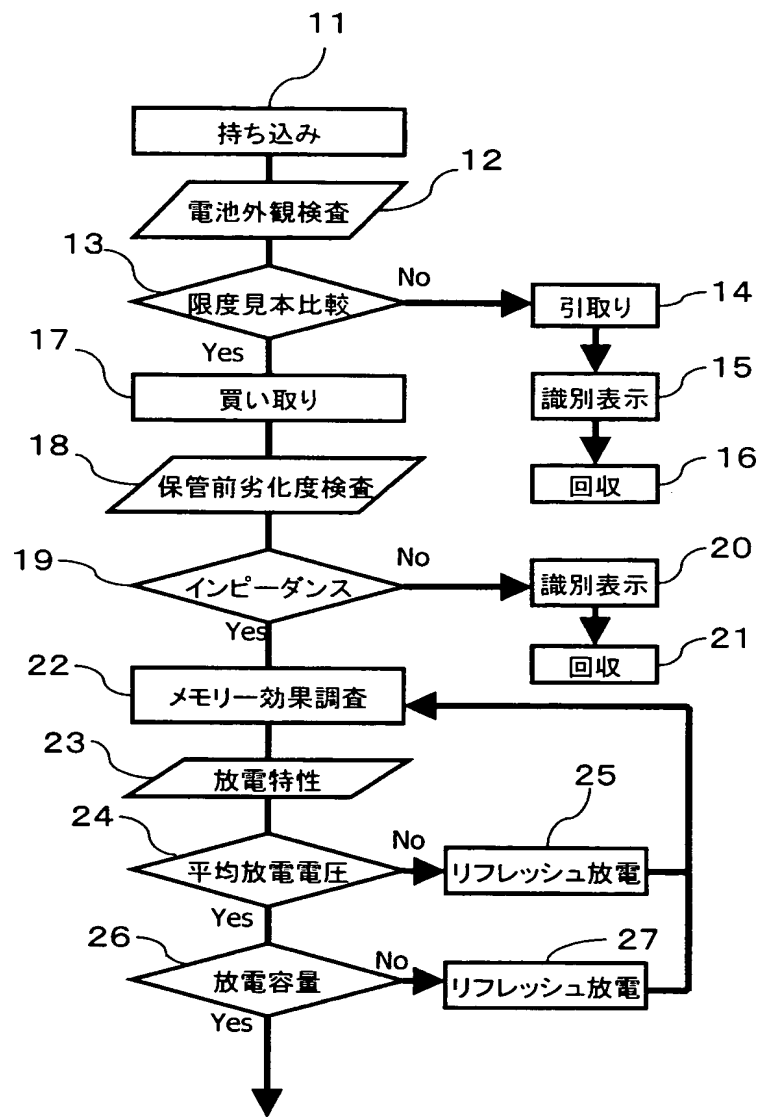 11
持ち込み
12
電池外観検査
13
限度見本比較
No
引取り
14
Yes
17
買い取り
識別表示
15
18
保管前劣化度検査
回収
16
19
インピーダンス
No
識別表示
20
Yes
回収
21
22
メモリー効果調査
23
放電特性
24
平均放電電圧
No
リフレッシュ放電
25
Yes
26
放電容量
No
リフレッシュ放電
27
Yes